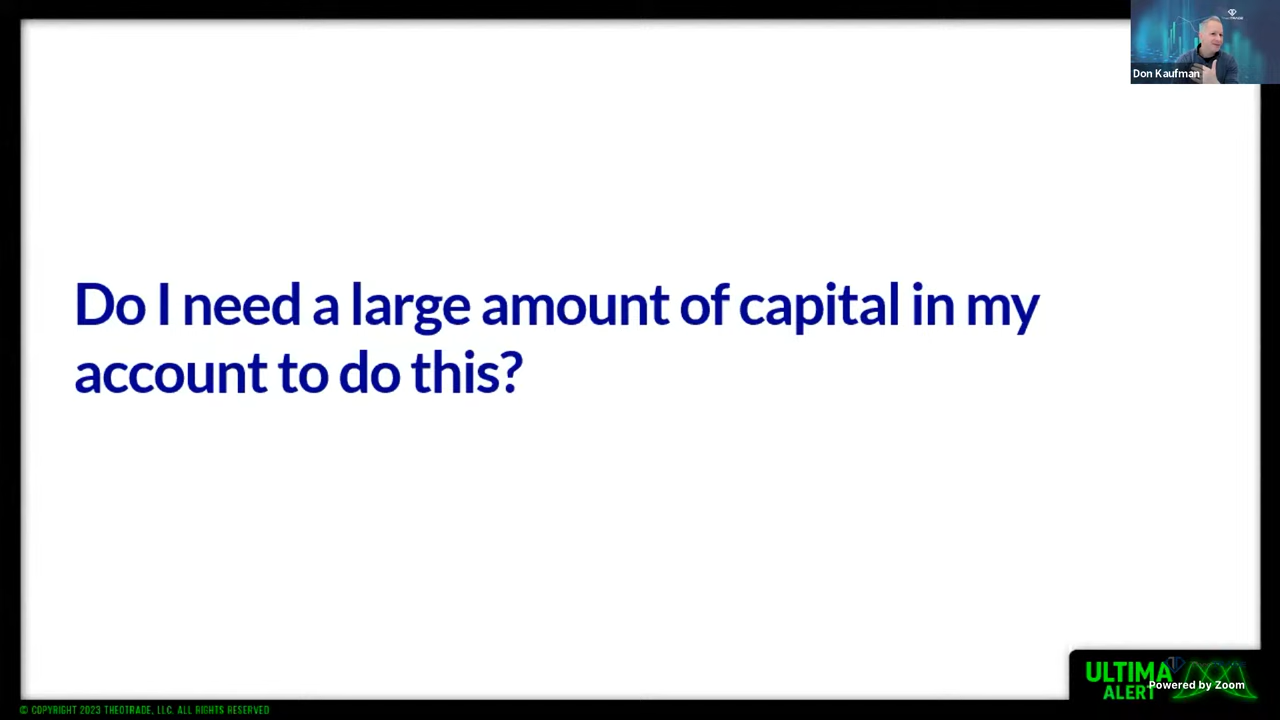 Don Kaufman
Do I need a large amount of capital in my
account to do this?
ULTIMA
ALERT
Powered by Zoom
© COPYRIGHT 2023 THEOTRADE, LLC. ALL RIGHTS RESERVED